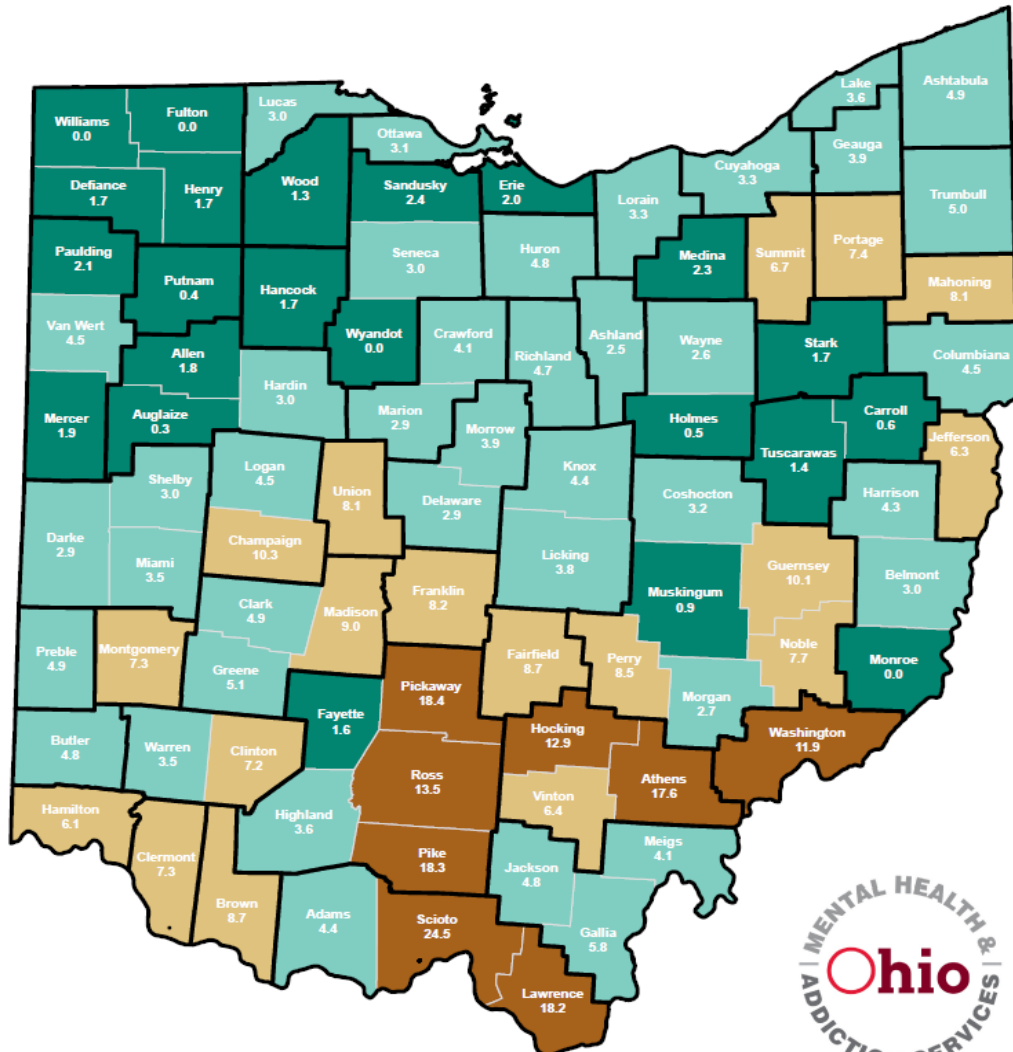 Lake
3.6
Ashtabula
4.9
Williams
0.0
Fulton
0.0
Lucas
3.0
Ottawa
3.1
Cuyahoga
3.3
Geauga
3.9
Defiance
1.7
Henry
1.7
Wood
1.3
Sandusky
2.4
Erie
2.0
Lorain
3.3
Trumbull
5.0
Paulding
2.1
Putnam
0.4
Hancock
1.7
Seneca
3.0
Huron
4.8
Medina
2.3
Summit
6.7
Portage
7.4
Mahoning
8.1
Van Wert
4.5
Allen
1.8
Wyandot
0.0
Crawford
4.1
Richland
4.7
Ashland
2.5
Wayne
2.6
Stark
1.7
Columbiana
4.5
Mercer
1.9
Auglaize
0.3
Hardin
3.0
Marion
2.9
Morrow
3.9
Holmes
0.5
Tuscarawas
1.4
Carroll
0.6
Jefferson
6.3
Shelby
3.0
Logan
4.5
Union
8.1
Delaware
2.9
Knox
4.4
Coshocton
3.2
Harrison
4.3
Darke
2.9
Miami
3.5
Champaign
10.3
Licking
3.8
Muskingum
0.9
Guernsey
10.1
Belmont
3.0
Clark
4.9
Madison
9.0
Franklin
8.2
Preble
4.9
Montgomery
7.3
Greene
5.1
Fairfield
8.7
Perry
8.5
Noble
7.7
Monroe
0.0
Morgan
2.7
Pickaway
18.4
Fayette
1.6
Hocking
12.9
Washington
11.9
Butler
4.8
Warren
3.5
Clinton
7.2
Ross
13.5
Athens
17.6
Vinton
6.4
Hamilton
6.1
Highland
3.6
Meigs
4.1
Clermont
7.3
Brown
8.7
Pike
18.3
Jackson
4.8
Adams
4.4
Scioto
24.5
Gallia
5.8
Lawrence
18.2
MENTAL HEALTH &
Ohio
ADDICTION SERVICES